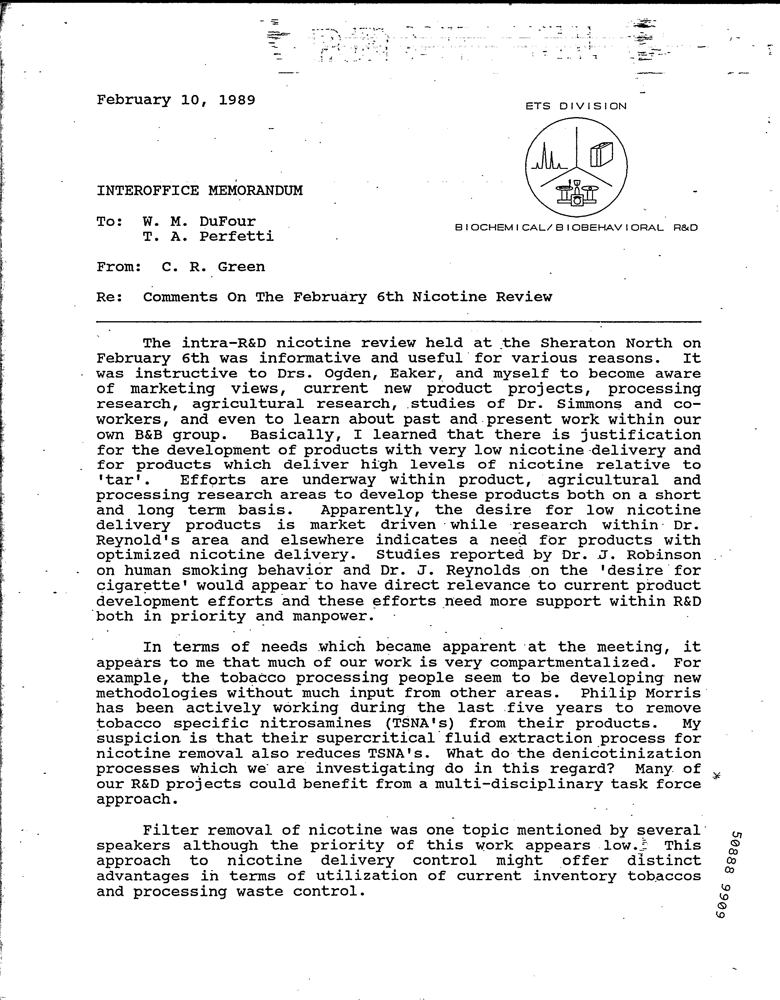 February 10, 1989
ETS DIVISION
BIOCHEMICAL/BIOBEHAVIORAL R&D
INTEROFFICE MEMORANDUM
To: W. M. DuFour
T. A. Perfetti
From: C. R. Green
Re: Comments On The February 6th Nicotine Review
The intra-R&D nicotine review held at the Sheraton North on
February 6th was informative and useful for various reasons. It
was instructive to Drs. Ogden, Eaker, and myself to become aware
of marketing views, current new product projects, processing
research, agricultural research, studies of Dr. Simmons and co-
workers, and even to learn about past and present work within our
own B&B group. Basically, I learned that there is justification
for the development of products with very low nicotine delivery and
for products which deliver high levels of nicotine relative to
'tar'. Efforts are underway within product, agricultural and
processing research areas to develop these products both on a short
and long term basis. Apparently, the desire for low nicotine
delivery products is market driven while research within Dr.
Reynold's area and elsewhere indicates a need for products with
optimized nicotine delivery. Studies reported by Dr. J. Robinson
on human smoking behavior and Dr. J. Reynolds on the 'desire for
cigarette' would appear to have direct relevance to current product
development efforts and these efforts need more support within R&D
both in priority and manpower.
In terms of needs which became apparent at the meeting, it
appears to me that much of our work is very compartmentalized. For
example, the tobacco processing people seem to be developing new
methodologies without much input from other areas. Philip Morris
has been actively working during the last five years to remove
tobacco specific nitrosamines (TSNA's) from their products. My
suspicion is that their supercritical fluid extraction process for
nicotine removal also reduces TSNA's. What do the denicotinization
processes which we are investigating do in this regard? Many of
our R&D projects could benefit from a multi-disciplinary task force
approach.
Filter removal of nicotine was one topic mentioned by several
speakers although the priority of this work appears low. This
approach to nicotine delivery control might offer distinct
advantages in terms of utilization of current inventory tobaccos
and processing waste control.
50888 9909